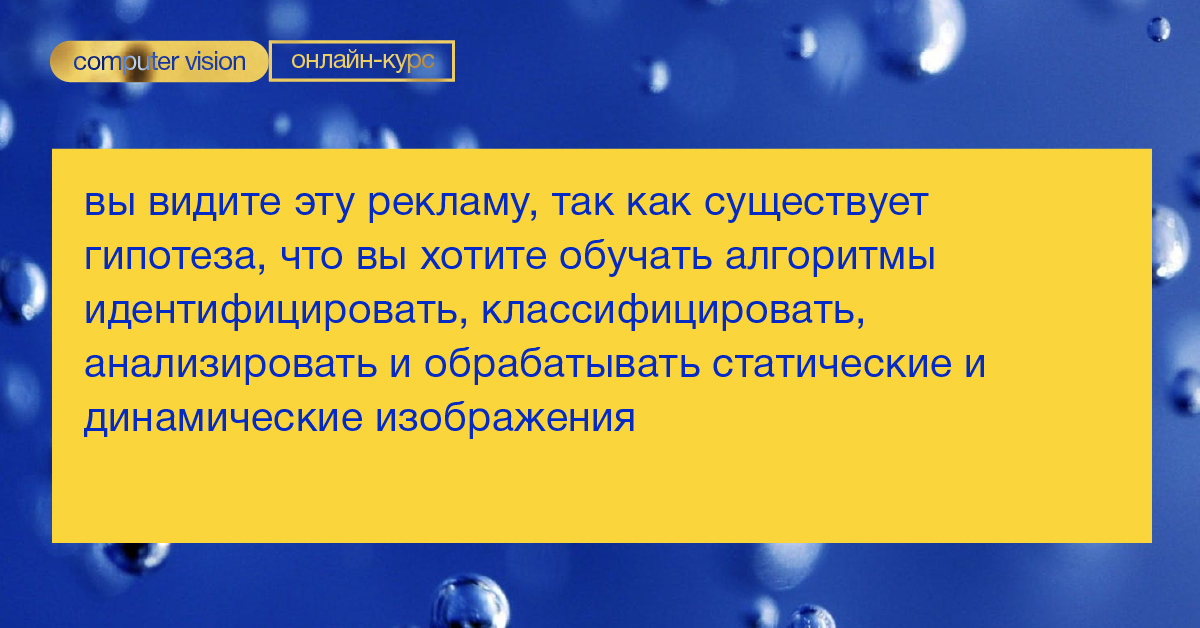 computer vision
онлайн-курс
вы видите эту рекламу, так как существует
гипотеза, что вы хотите обучать алгоритмы
идентифицировать, классифицировать,
анализировать и обрабатывать статические и
динамические изображения